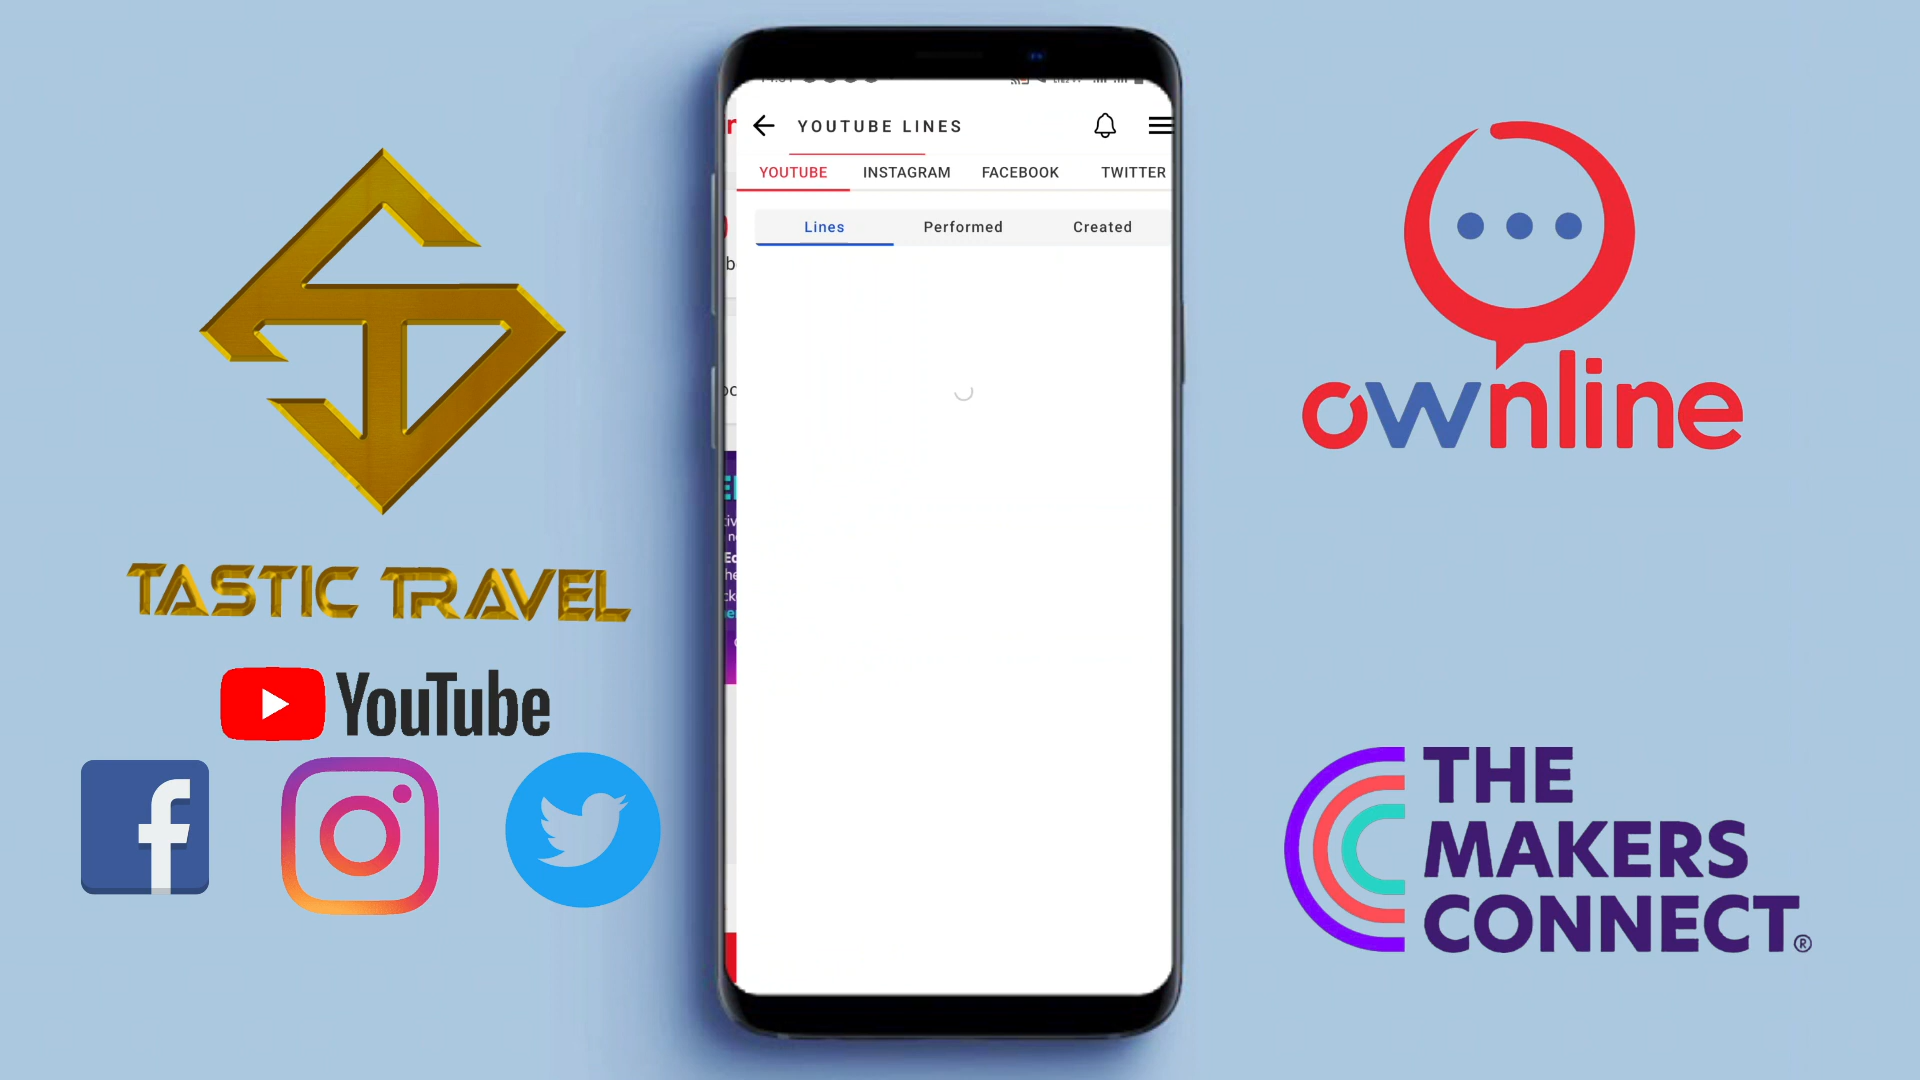 YOUTUBE LINES
YOUTUBE INSTAGRAM FACEBOOK TWITTER
Lines Performed Created
TASTIC TRAVEL
YouTube
ownline
THE
MAKERS
CONNECT®